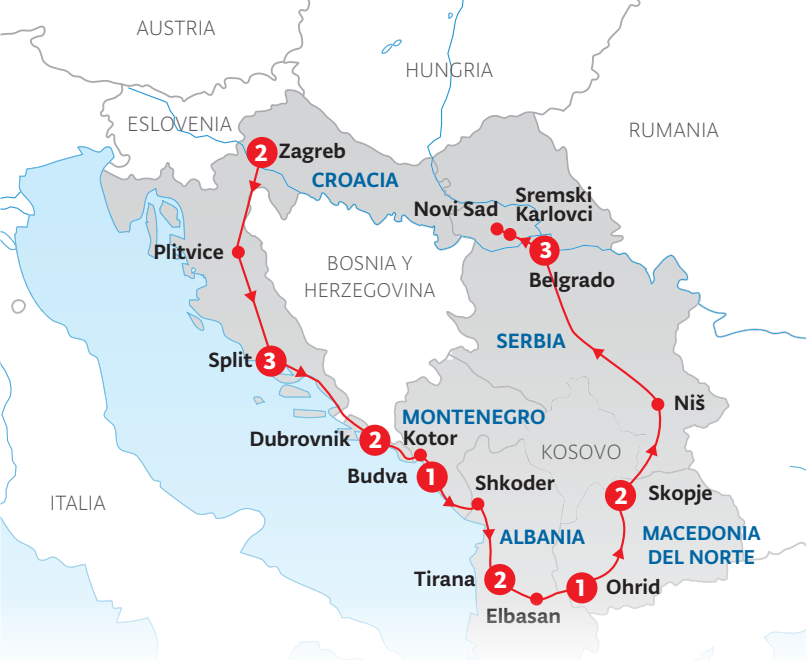 AUSTRIA
HUNGRIA
ESLOVENIA
RUMANIA
2 Zagreb
CROACIA
Sremski
Karlovci
Novi Sad
3
Belgrado
Plitvice
BOSNIA Y
HERZEGOVINA
SERBIA
Split 3
Niš
MONTENEGRO
Dubrovnik 2
Kotor
KOSOVO
Budva 1
Shkoder
2 Skopje
ITALIA
ALBANIA
MACEDONIA
DEL NORTE
Tirana 2
1 Ohrid
Elbasan